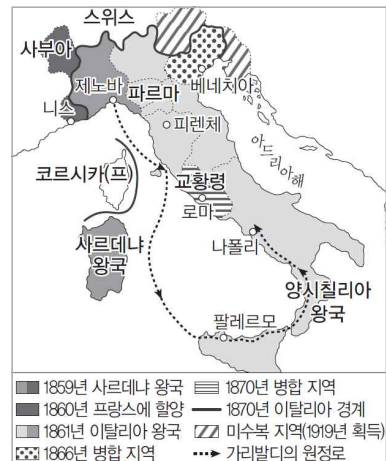 스위스
사부아
제노바
파르마
베네치아
니스
피렌체
아드리아해
코르시카(프)
교황령
로마
사르데냐
왕국
나폴리
양시칠리아
왕국
팔레르모
1859년 사르데냐 왕국
1860년 프랑스에 할양
1861년 이탈리아 왕국
1866년 병합 지역
1870년 병합 지역
1870년 이탈리아 경계
미수복 지역(1919년 획득)
가리발디의 원정로